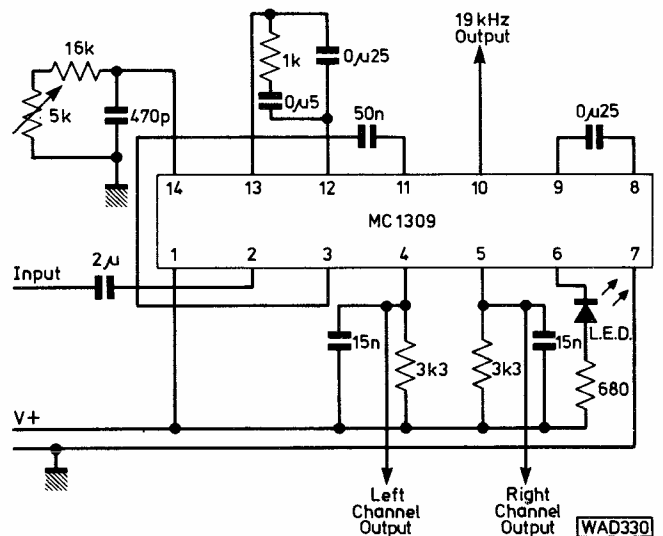 19 kHz
Output
16k
1k
0µ25
0µ5
5k
470p
50n
0µ25
14 13 12 11 10 9 8
MC1309
1 2 3 4 5 6 7
Input
2µ
L.E.D.
15n
3k3
3k3
15n
680
V+
Left
Channel
Output
Right
Channel
Output
WAD330